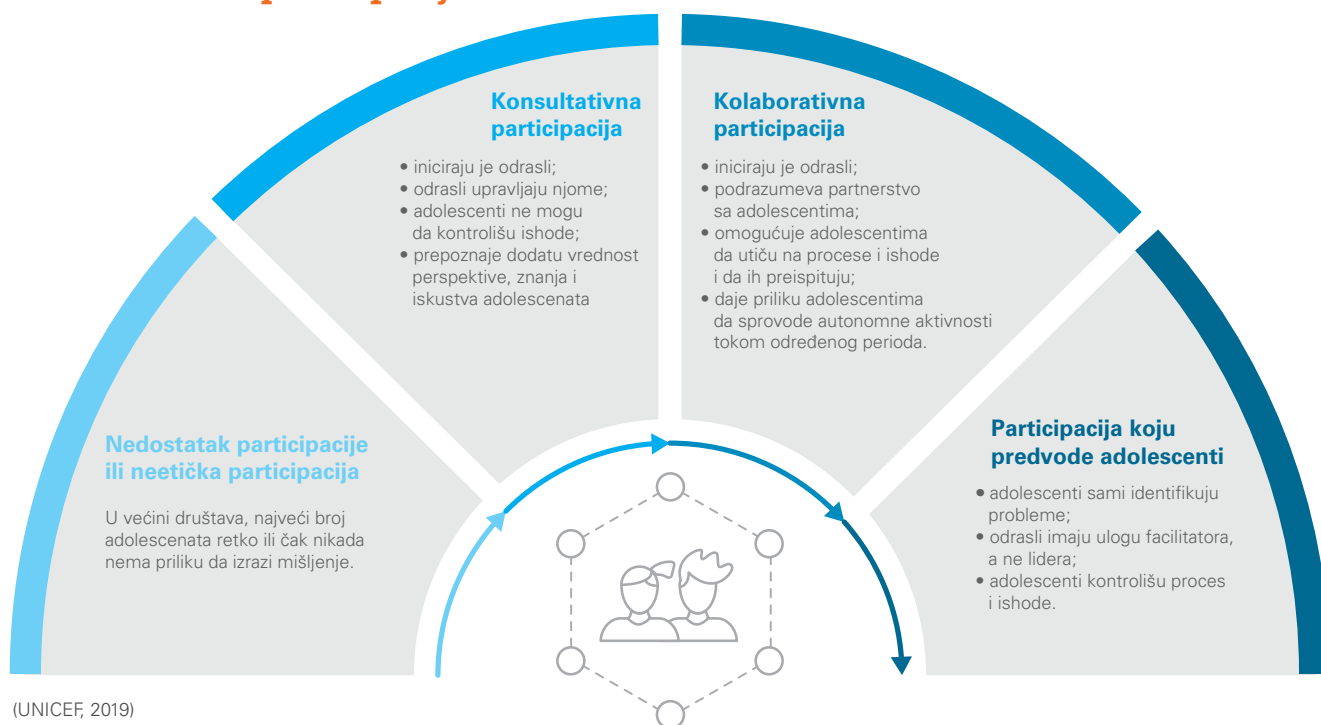 Konsultativna
participacija
• iniciraju je odrasli;
• odrasli upravljaju njome;
• adolescenti ne mogu
da kontrolišu ishode;
• prepoznaje dodatu vrednost
perspektive, znanja i
iskustva adolescenata
Kolaborativna
participacija
• iniciraju je odrasli;
• podrazumeva partnerstvo
sa adolescentima;
• omogućuje adolescentima
da utiču na procese i ishode
i da ih preispituju;
• daje priliku adolescentima
da sprovode autonomne aktivnosti
tokom određenog perioda.
Nedostatak participacije
ili neetička participacija
U većini društava, najveći broj
adolescenata retko ili čak nikada
nema priliku da izrazi mišljenje.
Participacija koju
predvode adolescenti
• adolescenti sami identifikuju
probleme;
• odrasli imaju ulogu facilitatora,
a ne lidera;
• adolescenti kontrolišu proces
i ishode.
(UNICEF, 2019)